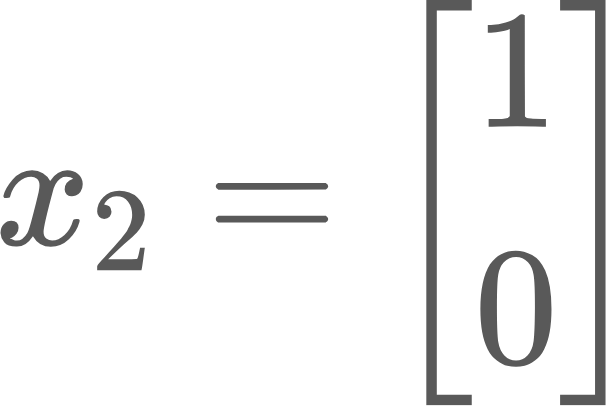 x₂ = [1
0]